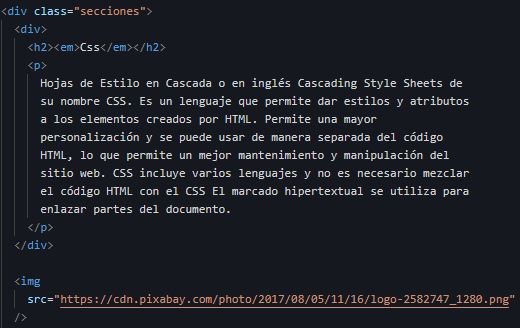 <div class="secciones">
<div>
<h2><em>Css</em></h2>
<p>
Hojas de Estilo en Cascada o en inglés Cascading Style Sheets de
su nombre CSS. Es un lenguaje que permite dar estilos y atributos
a los elementos creados por HTML. Permite una mayor
personalización y se puede usar de manera separada del código
HTML, lo que permite un mejor mantenimiento y manipulación del
sitio web. CSS incluye varios lenguajes y no es necesario mezclar
el código HTML con el CSS El marcado hipertextual se utiliza para
enlazar partes del documento.
</p>
</div>
<img
src="https://cdn.pixabay.com/photo/2017/08/05/11/16/logo-2582747_1280.png"
/>